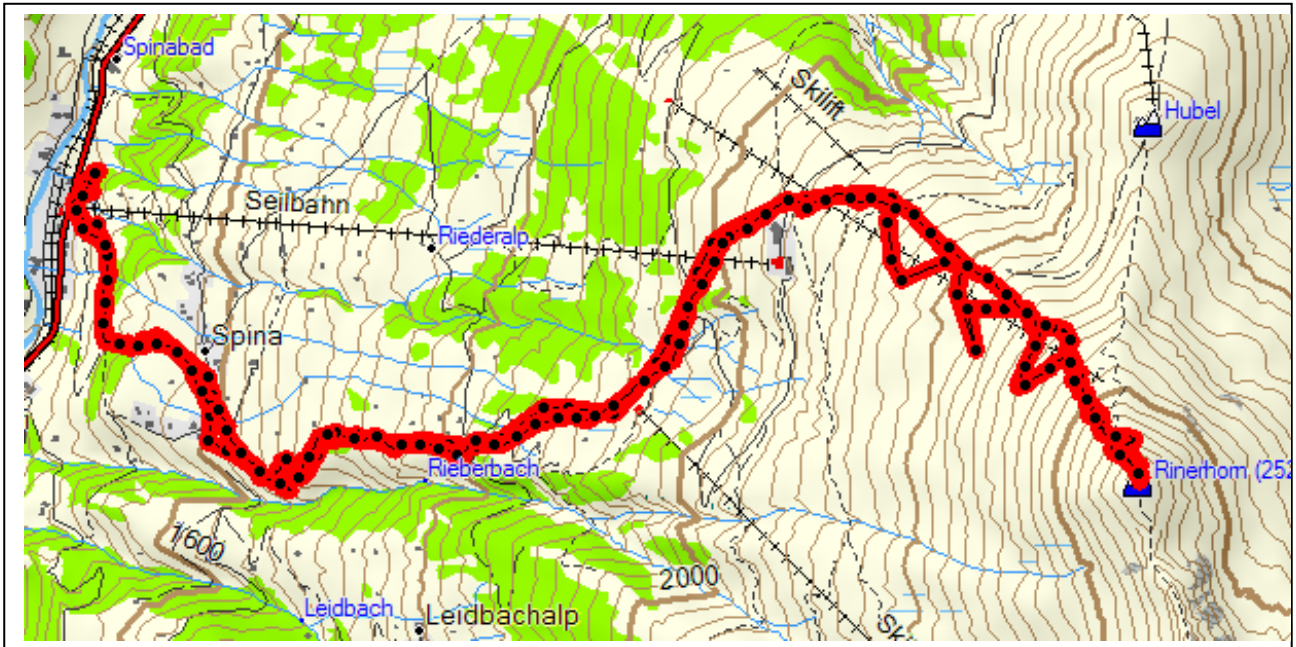 Spinabad
Skilift
Hubel
Seilbahn
Riederalp
Spina
Rieberbach
Rinerhorn (252
1600
2000
Leidbach
Leidbachalp
Sk